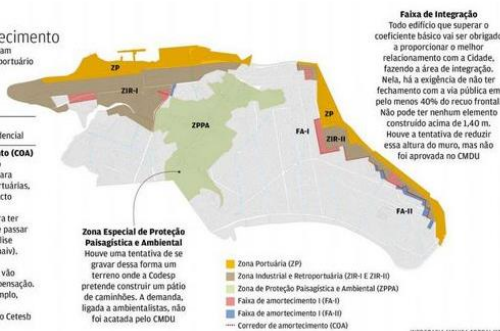 ecimento
am
ortuário
dencial
nto (COA)
o
ara
rtuárias,
cto
ra ter
e passar
lise
aiv).
vão
pensação.
mplo,
o Cetesb
Faixa de Integração
Todo edifício que superar o
coeficiente básico vai ser obrigado
a proporcionar o melhor
relacionamento com a Cidade,
fazendo a área de integração.
Nela, há a exigência de não ter
fechamento com a via pública em
pelo menos 40% do recuo frontal
Não pode ter nenhum elemento
construído acima de 1,40 m.
Houve a tentativa de reduzir
essa altura do muro, mas não
foi aprovada no CMDU
ZP
ZIR-I
ZPPA
FA-I
ZP
ZIR-II
FA-II
Zona Especial de Proteção
Paisagística e Ambiental
Houve uma tentativa de se
gravar dessa forma um
terreno onde a Codesp
pretende construir um pátio
de caminhões. A demanda,
ligada a ambientalistas, não
foi acatada pelo CMDU
Zona Portuária (ZP)
Zona Industrial e Retroportuária (ZIR-I E ZIR-II)
Zona de Proteção Paisagística e Ambiental (ZPPA)
Faixa de amortecimento I (FA-I)
Faixa de amortecimento I (FA-II)
Corredor de amortecimento (COA)